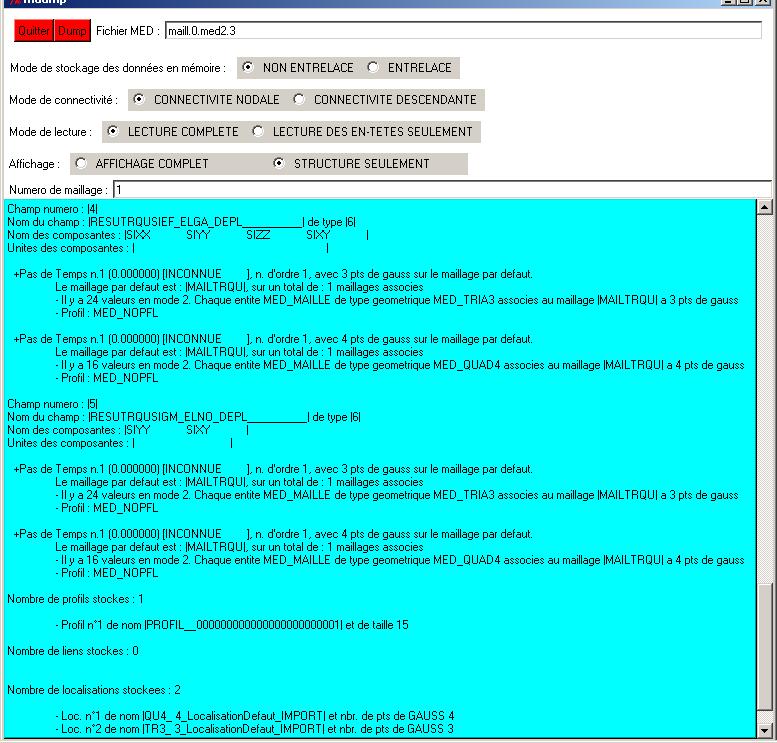 mdump
Quitter Dump Fichier MED : maill.0.med2.3
Mode de stockage des données en mémoire : NON ENTRELACE ENTRELACE
Mode de connectivité : CONNECTIVITE NODALE CONNECTIVITE DESCENDANTE
Mode de lecture : LECTURE COMPLETE LECTURE DES EN-TETES SEULEMENT
Affichage : AFFICHAGE COMPLET STRUCTURE SEULEMENT
Numero de maillage : 1
Champ numero : |4|
Nom du champ : |RESUTRQUSIEF_ELGA_DEPL__________| de type |6|
Nom des composantes : |SIXX SIYY SIZZ SIXY |
Unites des composantes : | |
+Pas de Temps n.1 (0.000000) [INCONNUE ], n. d'ordre 1, avec 3 pts de gauss sur le maillage par defaut.
Le maillage par defaut est : |MAILTRQU|, sur un total de : 1 maillages associes
- Il y a 24 valeurs en mode 2. Chaque entite MED_MAILLE de type geometrique MED_TRIA3 associes au maillage |MAILTRQU| a 3 pts de gauss
- Profil : MED_NOPFL
+Pas de Temps n.1 (0.000000) [INCONNUE ], n. d'ordre 1, avec 4 pts de gauss sur le maillage par defaut.
Le maillage par defaut est : |MAILTRQU|, sur un total de : 1 maillages associes
- Il y a 16 valeurs en mode 2. Chaque entite MED_MAILLE de type geometrique MED_QUAD4 associes au maillage |MAILTRQU| a 4 pts de gauss
- Profil : MED_NOPFL
Champ numero : |5|
Nom du champ : |RESUTRQUSIGM_ELNO_DEPL__________| de type |6|
Nom des composantes : |SIYY SIXY |
Unites des composantes : | |
+Pas de Temps n.1 (0.000000) [INCONNUE ], n. d'ordre 1, avec 3 pts de gauss sur le maillage par defaut.
Le maillage par defaut est : |MAILTRQU|, sur un total de : 1 maillages associes
- Il y a 24 valeurs en mode 2. Chaque entite MED_MAILLE de type geometrique MED_TRIA3 associes au maillage |MAILTRQU| a 3 pts de gauss
- Profil : MED_NOPFL
+Pas de Temps n.1 (0.000000) [INCONNUE ], n. d'ordre 1, avec 4 pts de gauss sur le maillage par defaut.
Le maillage par defaut est : |MAILTRQU|, sur un total de : 1 maillages associes
- Il y a 16 valeurs en mode 2. Chaque entite MED_MAILLE de type geometrique MED_QUAD4 associes au maillage |MAILTRQU| a 4 pts de gauss
- Profil : MED_NOPFL
Nombre de profils stockes : 1
- Profil n°1 de nom |PROFIL__000000000000000000000001| et de taille 15
Nombre de liens stockes : 0
Nombre de localisations stockees : 2
- Loc. n°1 de nom |QU4_ 4_LocalisationDefaut_IMPORT| et nbr. de pts de GAUSS 4
- Loc. n°2 de nom |TR3_ 3_LocalisationDefaut_IMPORT| et nbr. de pts de GAUSS 3